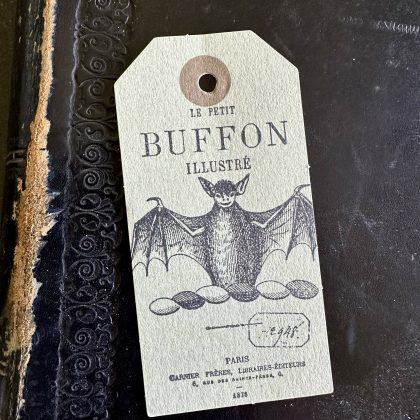 LE PETIT
BUFFON
ILLUSTRÉ
PARIS
GARNIER FRÈRES, LIBRAIRES-ÉDITEURS
6, RUE DES SAINTS-PÈRES, 6.
1878